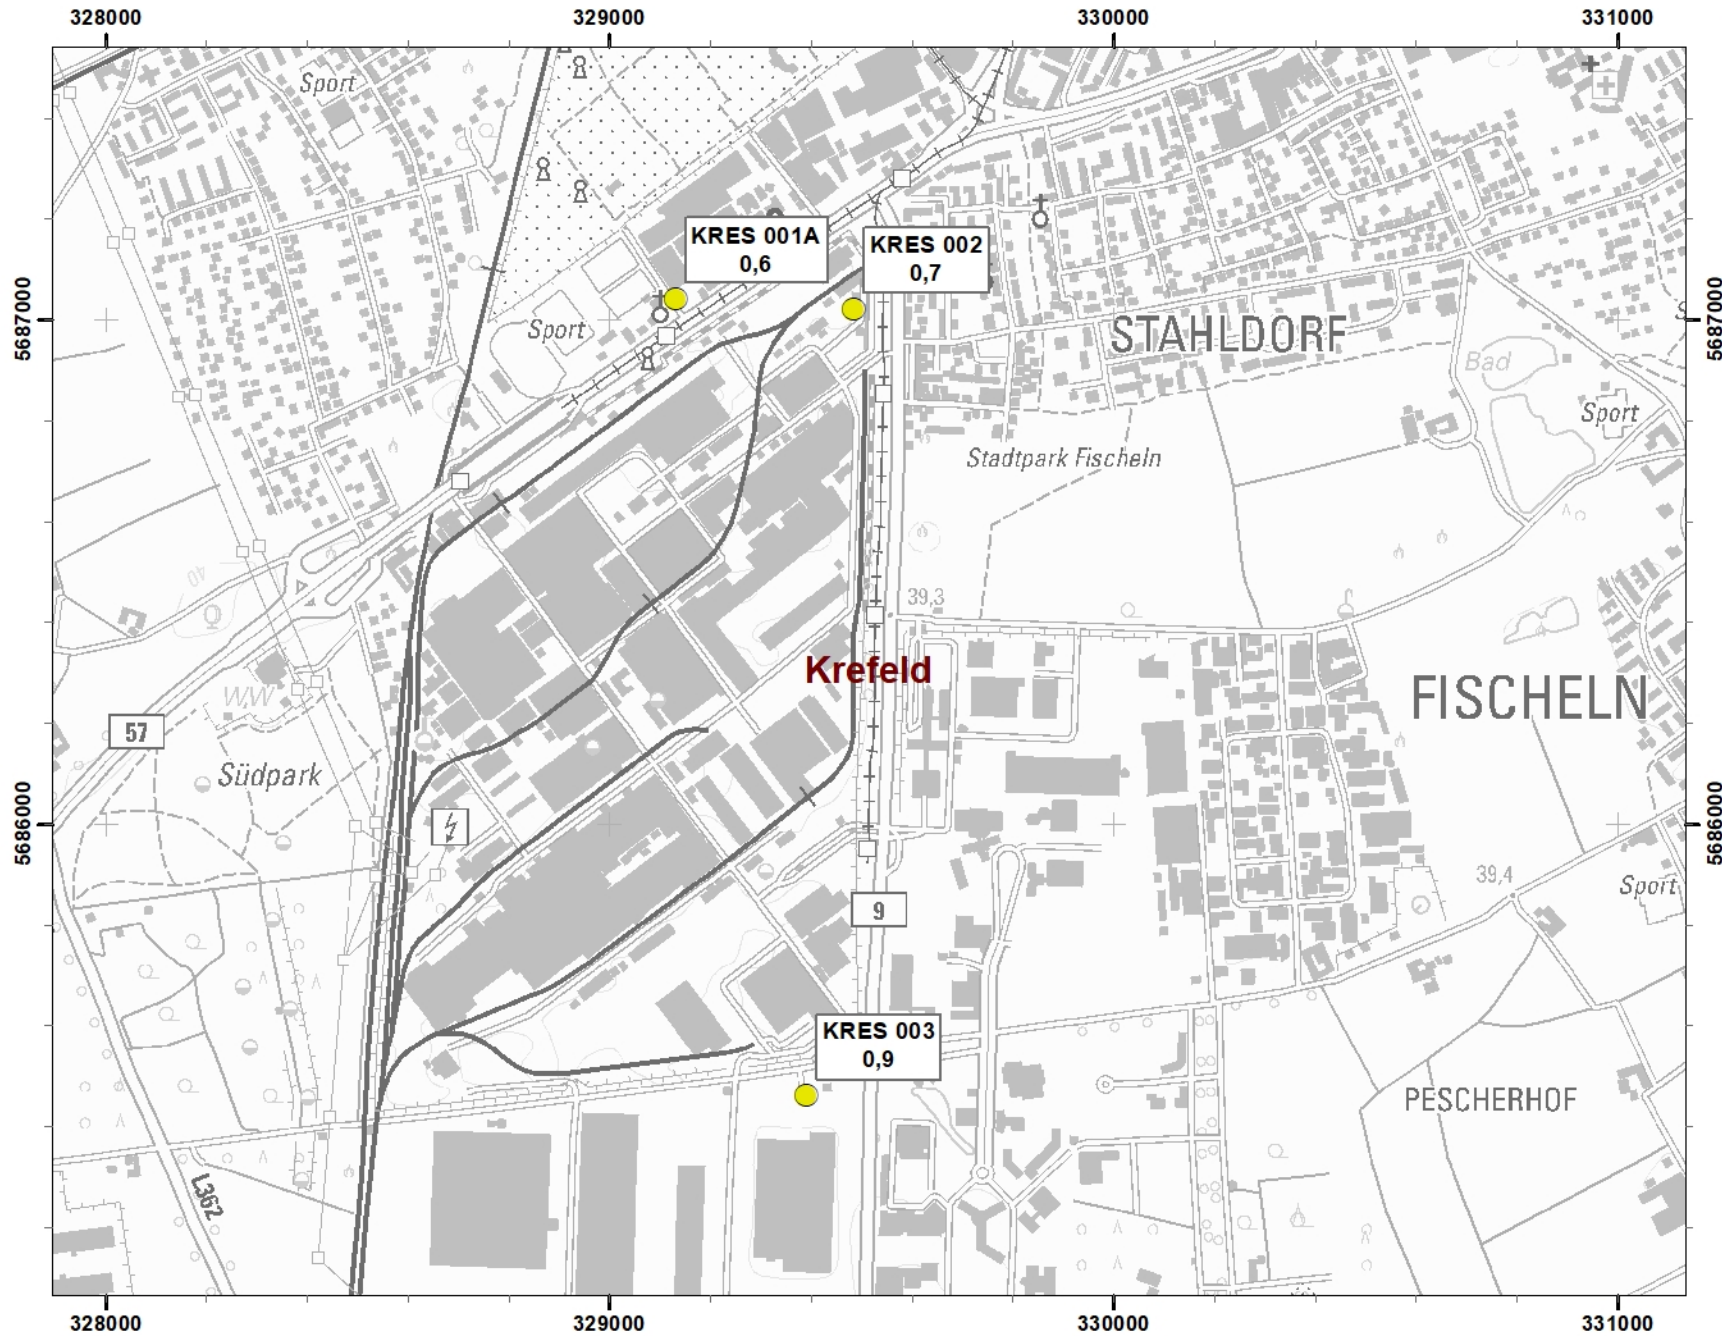 328000
329000
330000
331000
Sport
KRES 001A
0,6
KRES 002
0,7
5687000
5687000
Sport
STAHLDORF
Bad
Sport
Stadtpark Fischeln
40
39,3
Krefeld
WW
FISCHELN
57
Südpark
5686000
5686000
39,4
Sport
9
KRES 003
0,9
PESCHERHOF
L362
328000
329000
330000
331000